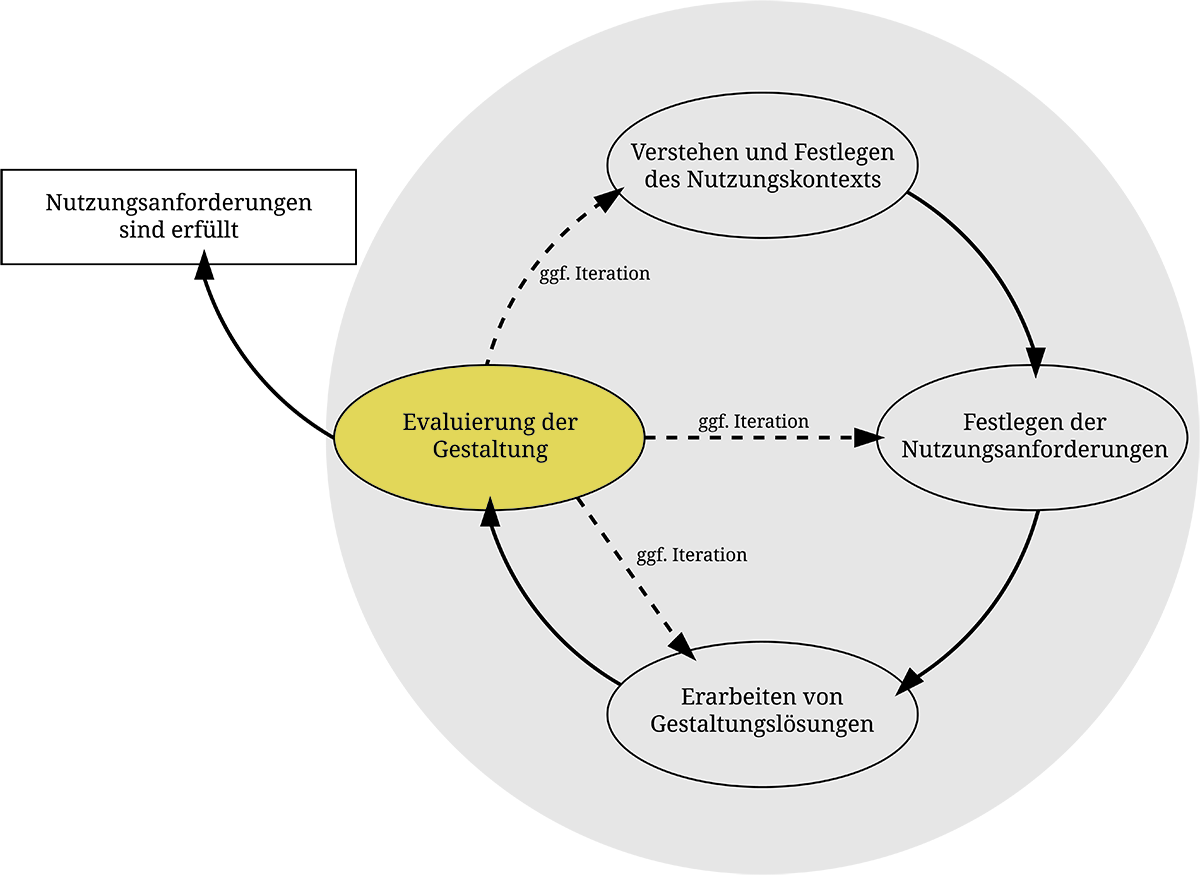 Verstehen und Festlegen
des Nutzungskontexts
Nutzungsanforderungen
sind erfüllt
ggf. Iteration
Evaluierung der
Gestaltung
ggf. Iteration
Festlegen der
Nutzungsanforderungen
ggf. Iteration
Erarbeiten von
Gestaltungslösungen